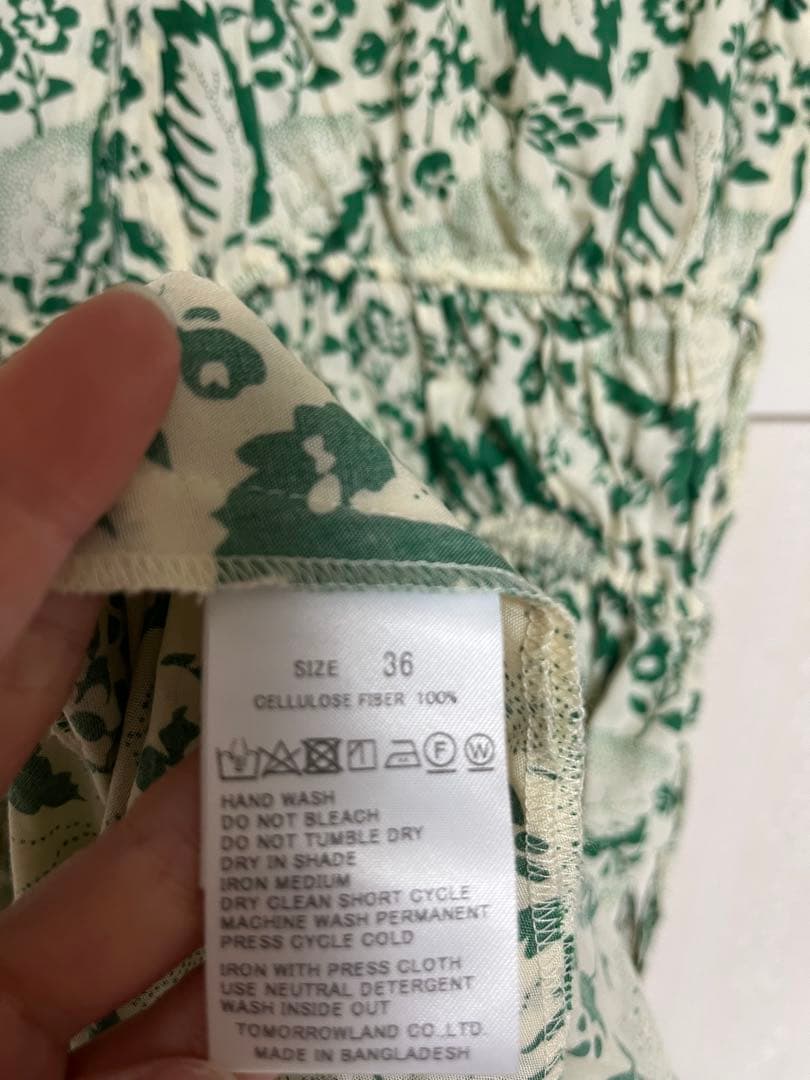 SIZE 36
CELLULOSE FIBER 100%
F W
HAND WASH
DO NOT BLEACH
DO NOT TUMBLE DRY
DRY IN SHADE
IRON MEDIUM
DRY CLEAN SHORT CYCLE
MACHINE WASH PERMANENT
PRESS CYCLE COLD
IRON WITH PRESS CLOTH
USE NEUTRAL DETERGENT
WASH INSIDE OUT
TOMORROWLAND CO.,LTD.
MADE IN BANGLADESH